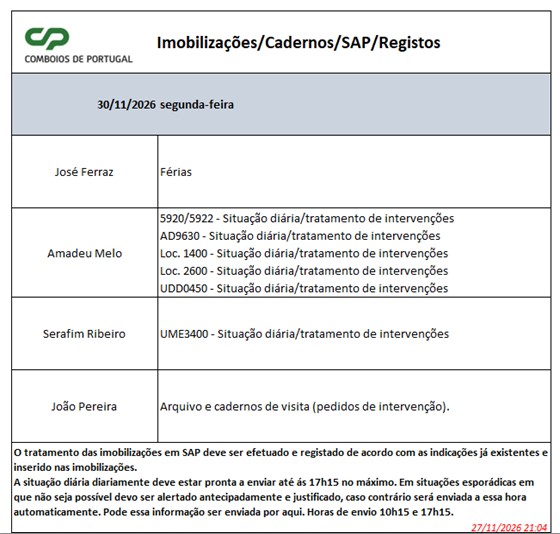 CP
COMBOIOS DE PORTUGAL
Imobilizações/Cadernos/SAP/Registos
30/11/2026 segunda-feira
José Ferraz
Férias
Amadeu Melo
5920/5922 - Situação diária/tratamento de intervenções
AD9630 - Situação diária/tratamento de intervenções
Loc. 1400 - Situação diária/tratamento de intervenções
Loc. 2600 - Situação diária/tratamento de intervenções
UDD0450 - Situação diária/tratamento de intervenções
Serafim Ribeiro
UME3400 - Situação diária/tratamento de intervenções
João Pereira
Arquivo e cadernos de visita (pedidos de intervenção).
O tratamento das imobilizações em SAP deve ser efetuado e registado de acordo com as indicações já existentes e
inserido nas imobilizações.
A situação diária diariamente deve estar pronta a enviar até ás 17h15 no máximo. Em situações esporádicas em
que não seja possível devo ser alertado antecipadamente e justificado, caso contrário será enviada a essa hora
automaticamente. Pode essa informação ser enviada por aqui. Horas de envio 10h15 e 17h15.
27/11/2026 21:04